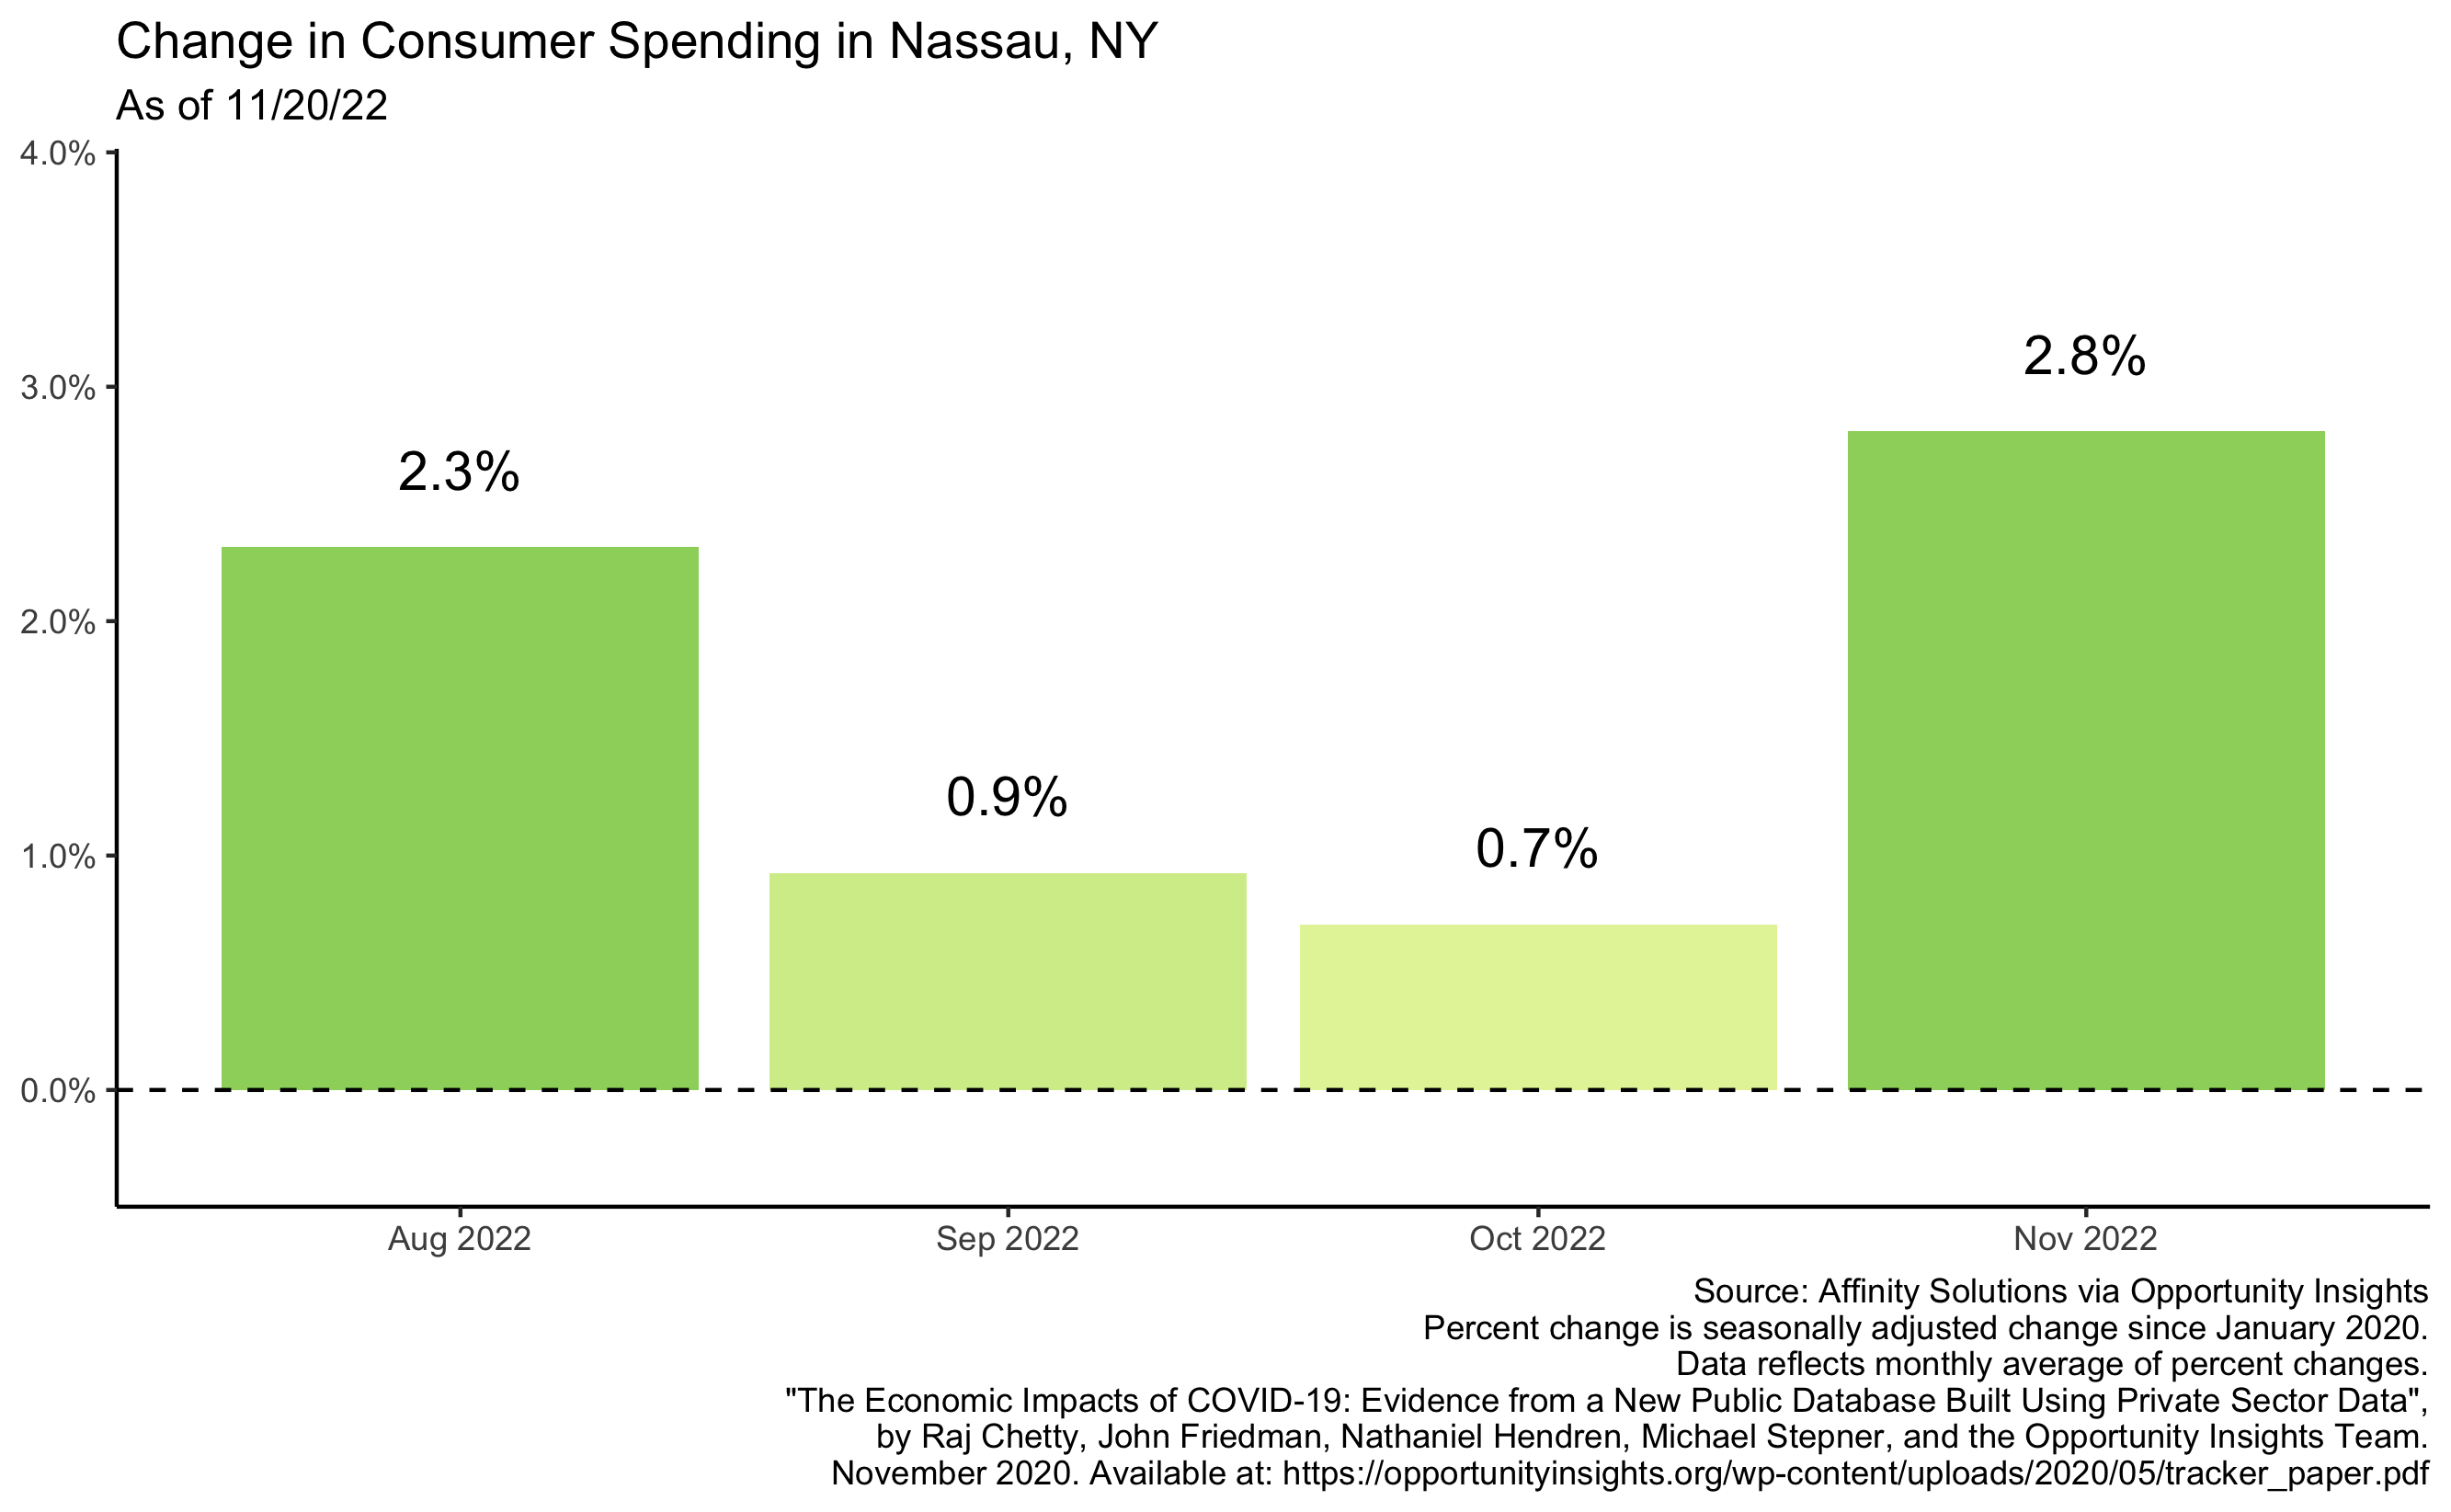 Change in Consumer Spending in Nassau, NY
As of 11/20/22
4.0%
3.0%
2.0%
1.0%
0.0%
2.3%
0.9%
0.7%
2.8%
Aug 2022
Sep 2022
Oct 2022
Nov 2022
Source: Affinity Solutions via Opportunity Insights
Percent change is seasonally adjusted change since January 2020.
Data reflects monthly average of percent changes.
"The Economic Impacts of COVID-19: Evidence from a New Public Database Built Using Private Sector Data",
by Raj Chetty, John Friedman, Nathaniel Hendren, Michael Stepner, and the Opportunity Insights Team.
November 2020. Available at: https://opportunityinsights.org/wp-content/uploads/2020/05/tracker_paper.pdf